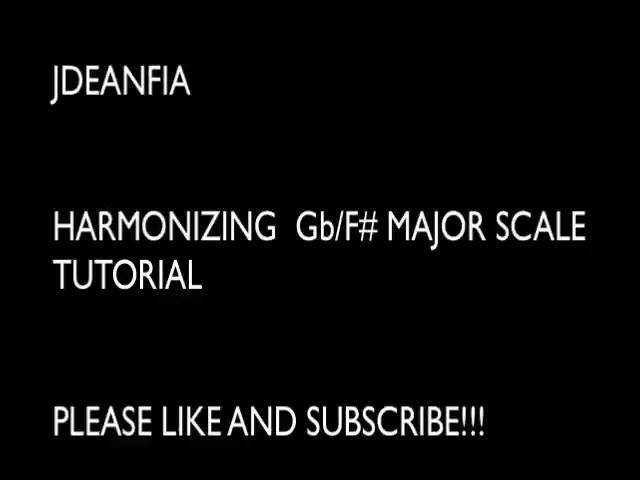 JDEANFIA
HARMONIZING Gb/F# MAJOR SCALE
TUTORIAL
PLEASE LIKE AND SUBSCRIBE!!!